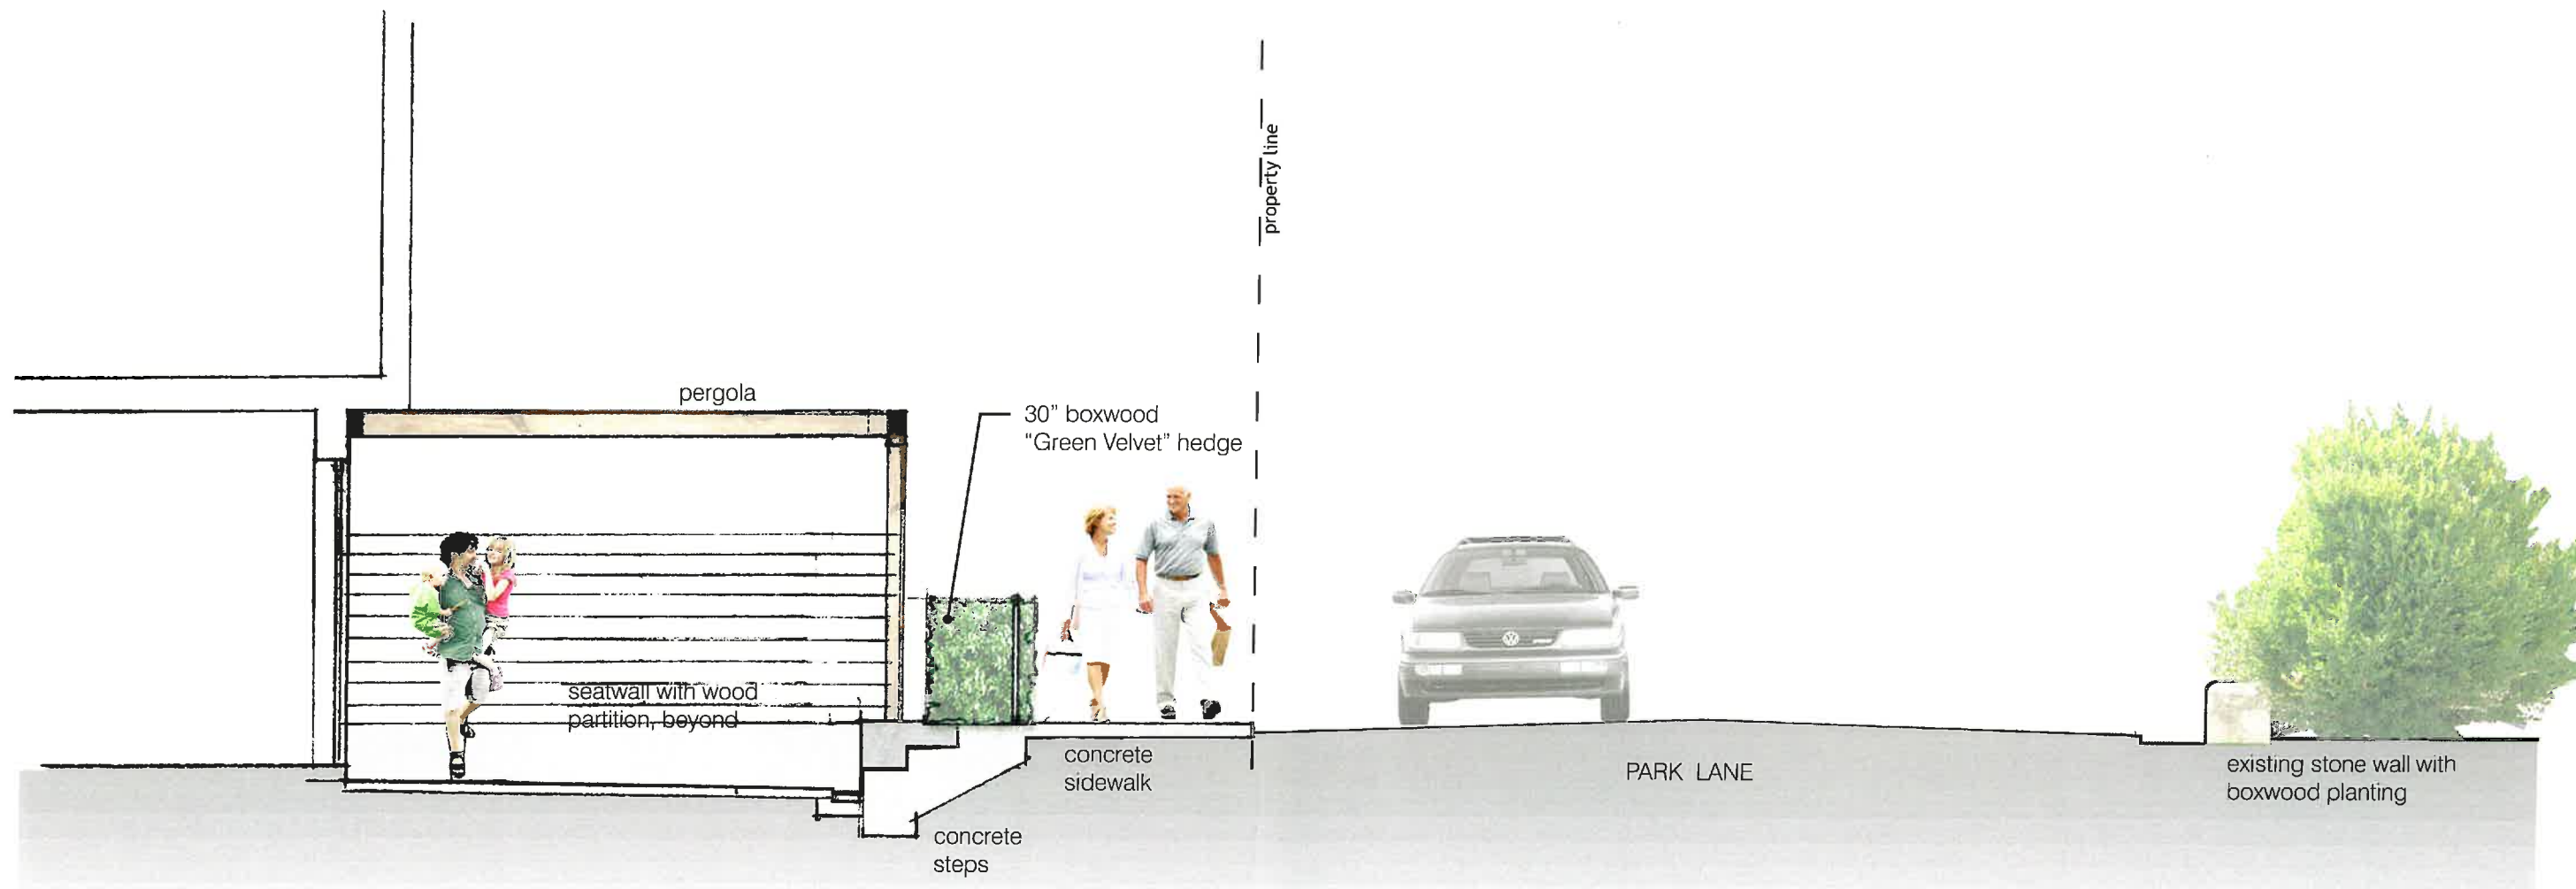 property line
pergola
30” boxwood
“Green Velvet” hedge
seatwall with wood
partition, beyond
concrete
sidewalk
concrete
steps
PARK LANE
existing stone wall with
boxwood planting